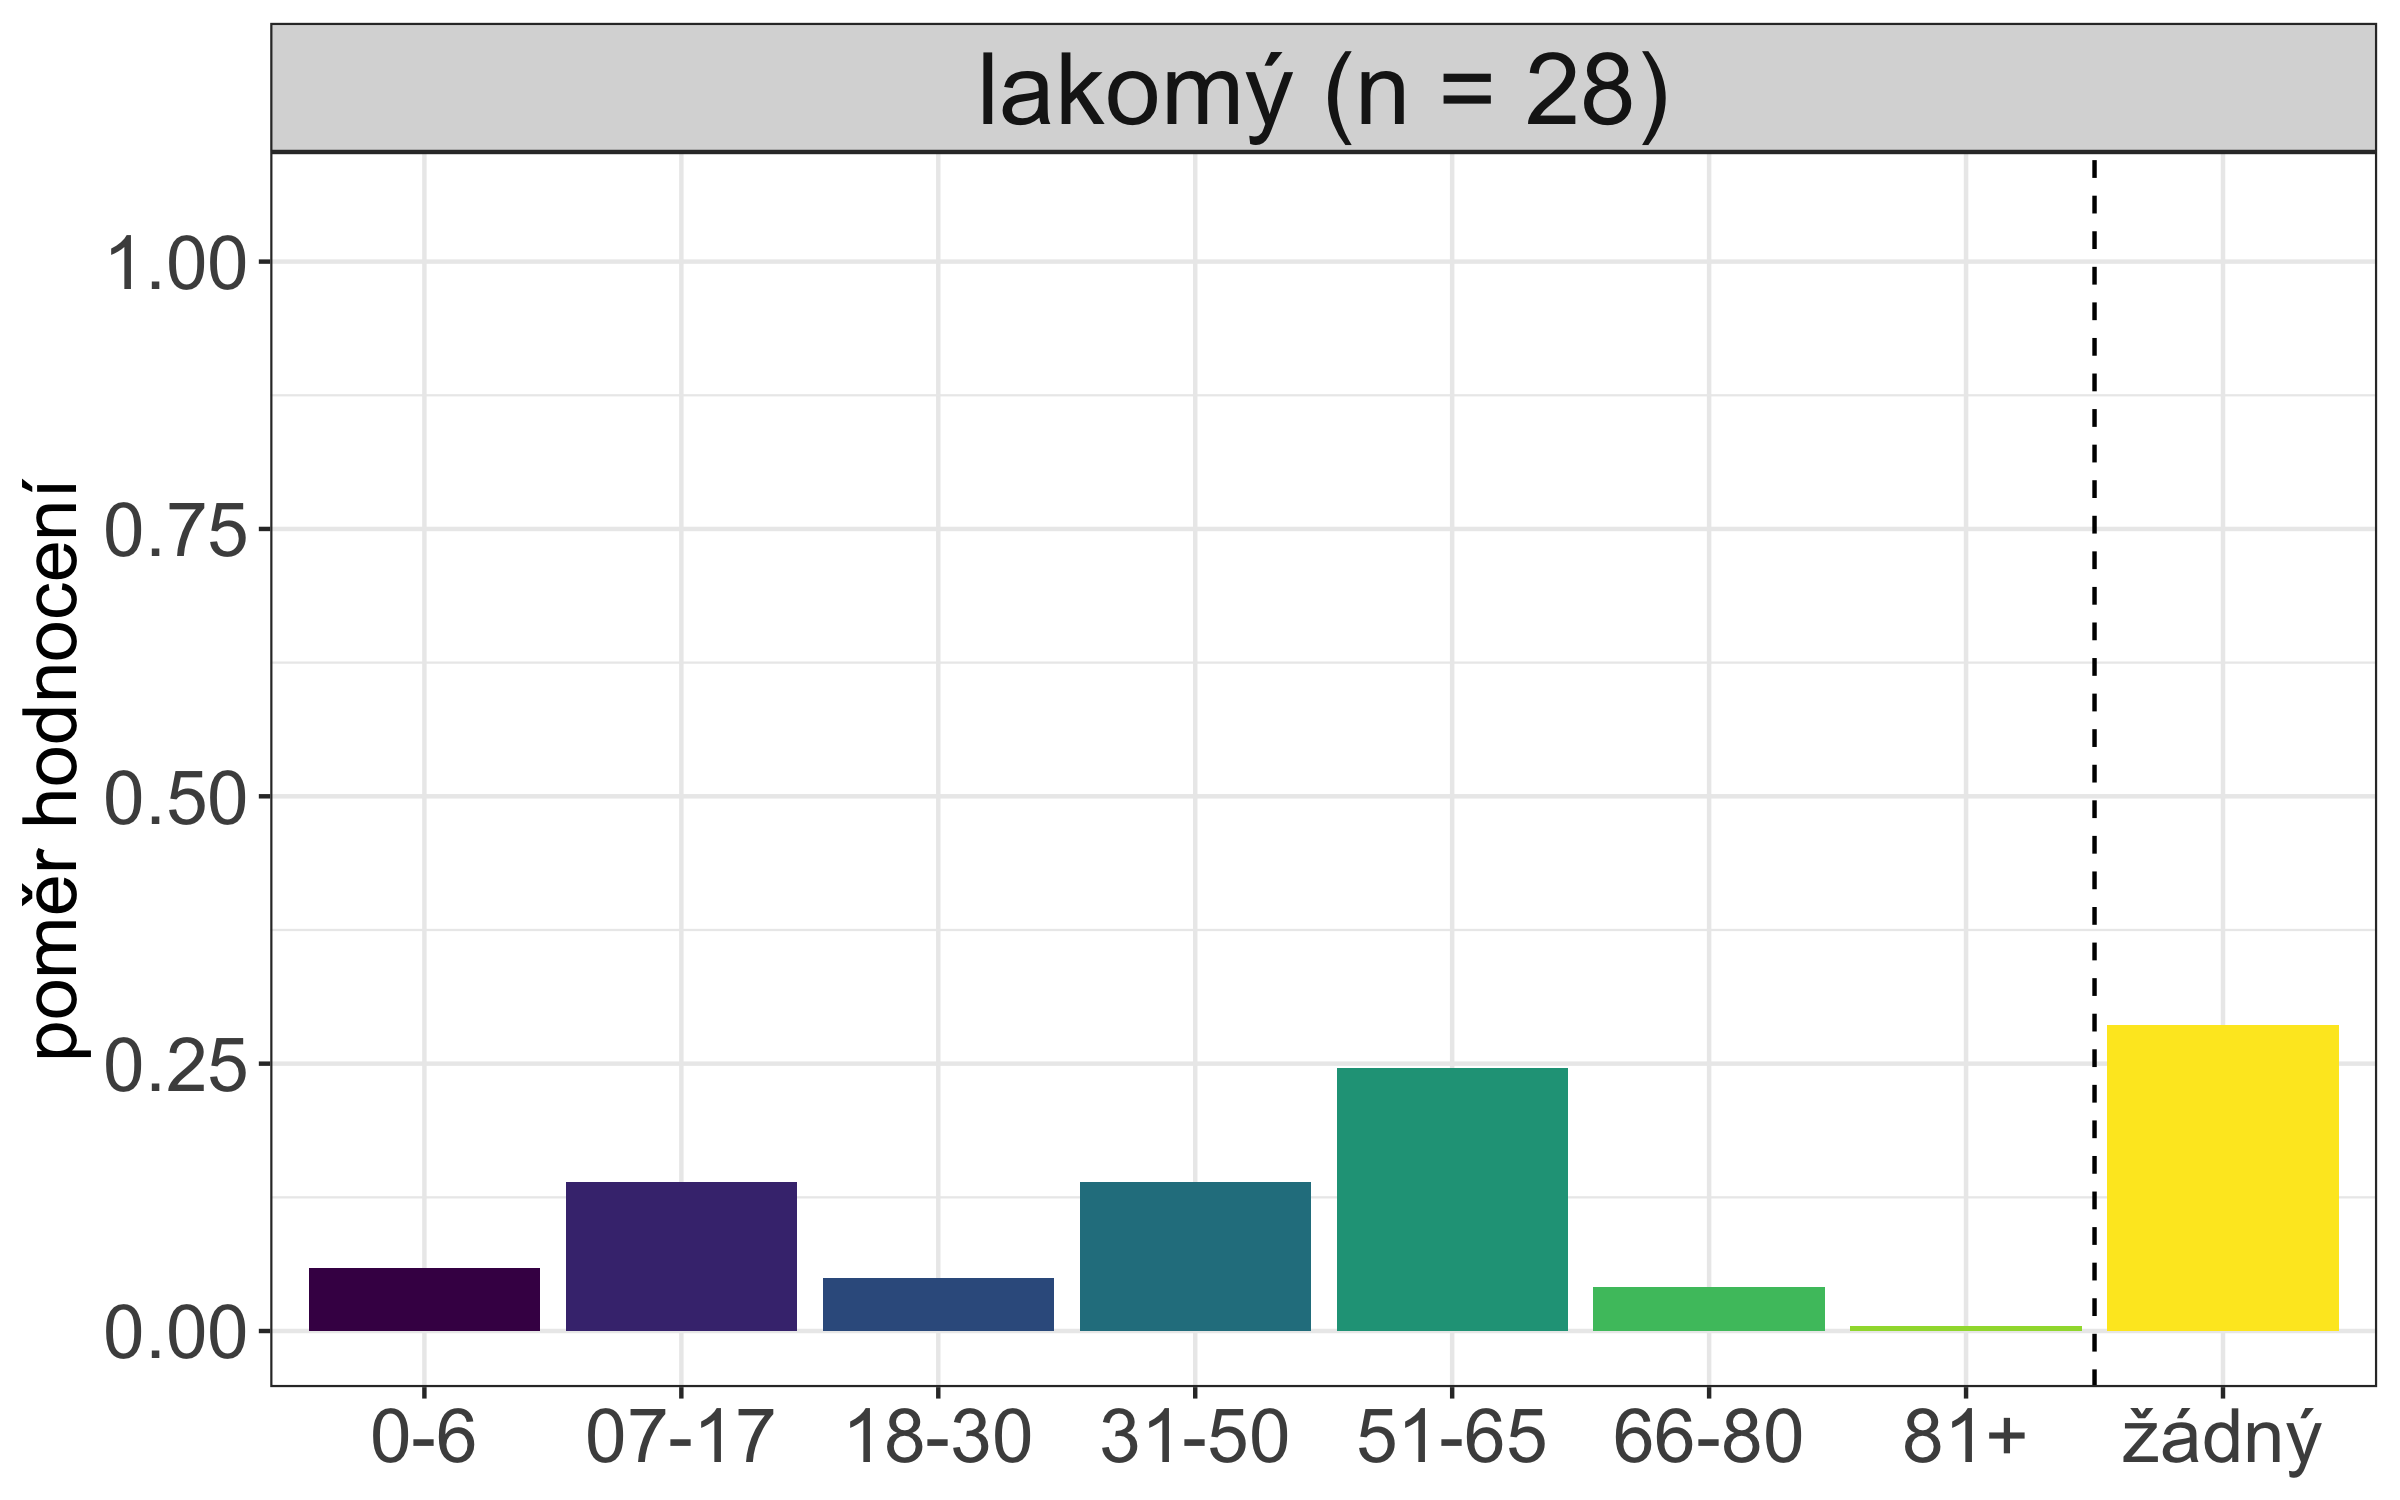 lakomý (n = 28)
poměr hodnocení
1.00
0.75
0.50
0.25
0.00
0-6 07-17 18-30 31-50 51-65 66-80 81+ žádný